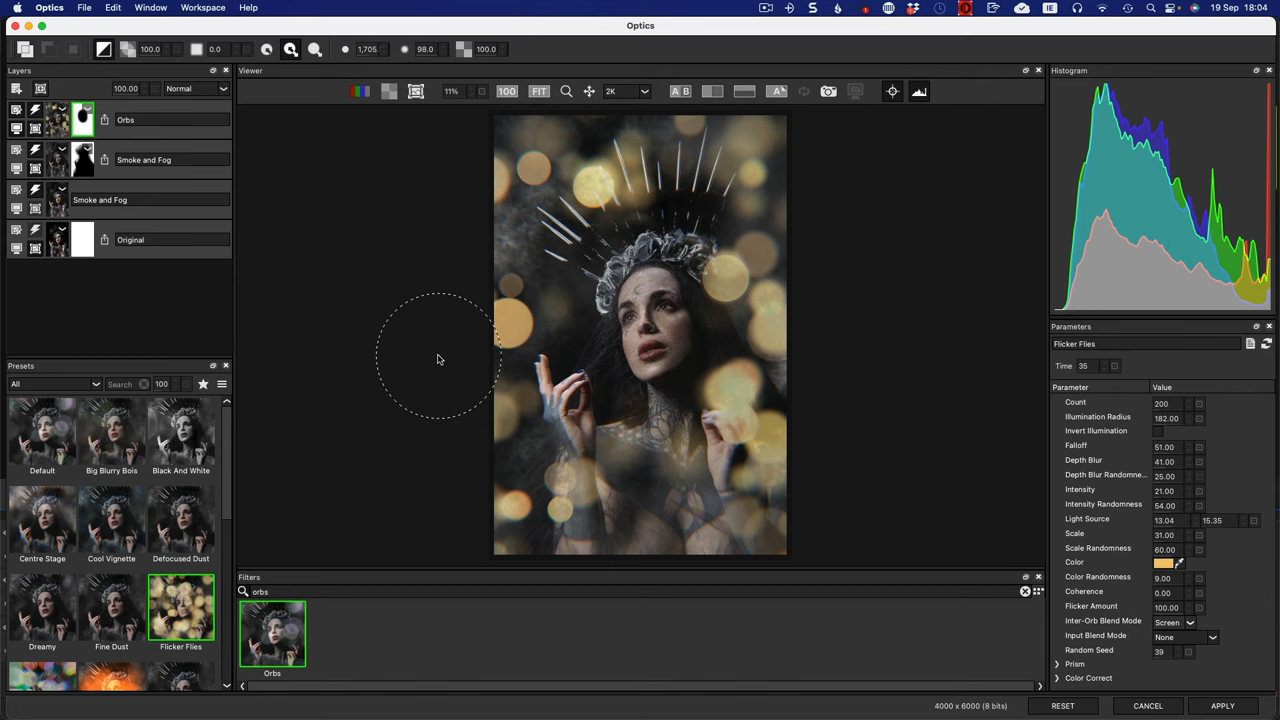 Optics File Edit Layers Window Workspace Help 19 Sep 18:04
Optics
100.0 0.0 1,705. 98.0 100.0
Layers
100.00 Normal
Orbs
Smoke and Fog
Smoke and Fog
Original
Presets
All Search 100
Default Big Blurry Bois Black And White
Centre Stage Cool Vignette Defocused Dust
Dreamy Fine Dust Flicker Flies
Viewer
11% 100 FIT 2K A B A
Filters
orbs
Orbs
Histogram
Parameters
Flicker Flies
Time 35
Parameter Value
Count 200
Illumination Radius 182.00
Invert Illumination
Falloff 51.00
Depth Blur 41.00
Depth Blur Randomne... 25.00
Intensity 21.00
Intensity Randomness 54.00
Light Source 13.04 15.35
Scale 31.00
Scale Randomness 60.00
Color
Color Randomness 9.00
Coherence 0.00
Flicker Amount 100.00
Inter-Orb Blend Mode Screen
Input Blend Mode None
Random Seed 39
Prism
Color Correct
4000 x 6000 (8 bits) RESET CANCEL APPLY